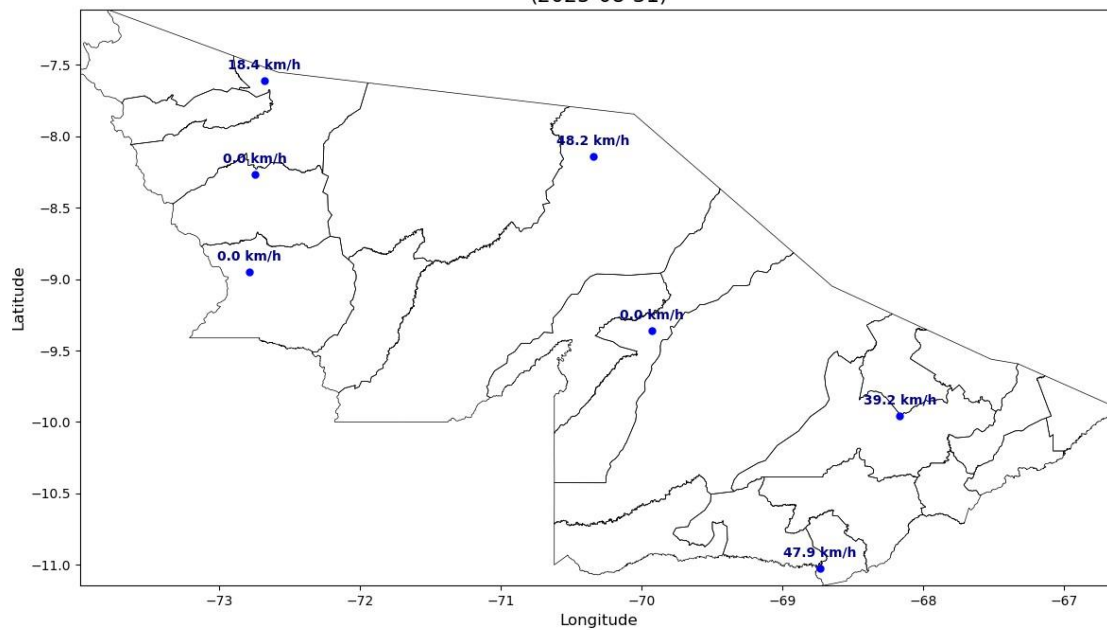 18.4 km/h
−7.5
48.2 km/h
−8.0
0.0 km/h
−8.5
0.0 km/h
−9.0
0.0 km/h
−9.5
39.2 km/h
−10.0
−10.5
47.9 km/h
−11.0
Latitude
−73
−72
−71
−70
−69
−68
−67
Longitude